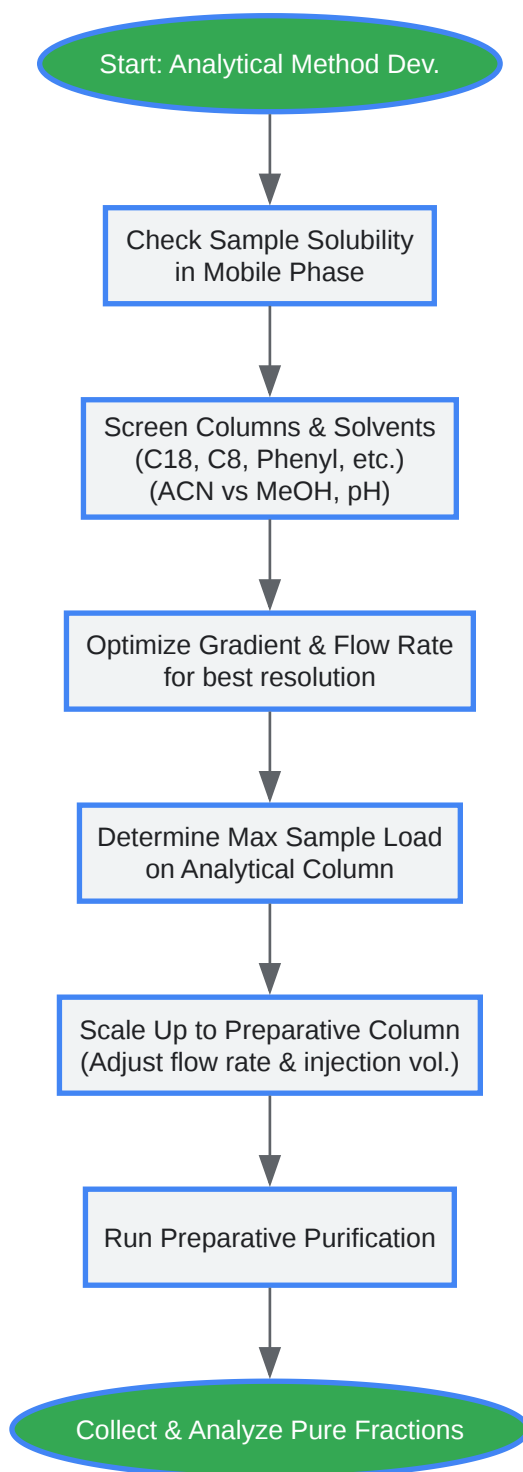 Start: Analytical Method Dev.
Check Sample Solubility
in Mobile Phase
Screen Columns & Solvents
(C18, C8, Phenyl, etc.)
(ACN vs MeOH, pH)
Optimize Gradient & Flow Rate
for best resolution
Determine Max Sample Load
on Analytical Column
Scale Up to Preparative Column
(Adjust flow rate & injection vol.)
Run Preparative Purification
Collect & Analyze Pure Fractions